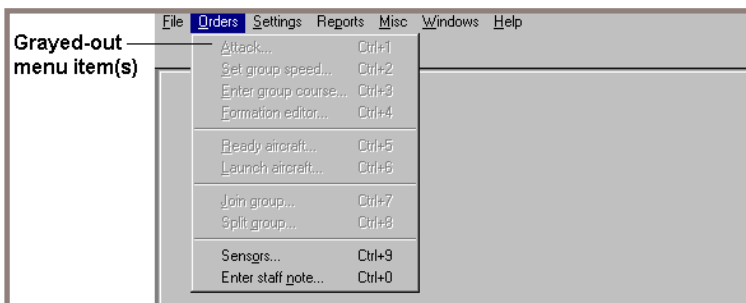 File Orders Settings Reports Misc Windows Help
Grayed-out
menu item(s)
Attack... Ctrl+1
Set group speed... Ctrl+2
Enter group course... Ctrl+3
Formation editor... Ctrl+4
Ready aircraft... Ctrl+5
Launch aircraft... Ctrl+6
Join group... Ctrl+7
Split group... Ctrl+8
Sensors... Ctrl+9
Enter staff note... Ctrl+0